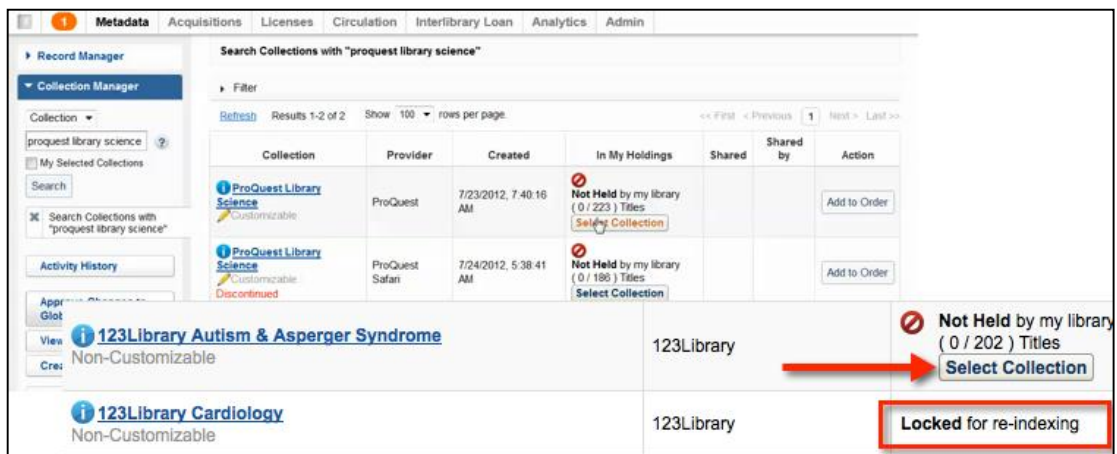 1 Metadata Acquisitions Licenses Circulation Interlibrary Loan Analytics Admin
Record Manager
Collection Manager
Collection
proquest library science ?
My Selected Collections
Search
Search Collections with
"proquest library science"
Activity History
Search Collections with "proquest library science"
Filter
Refresh Results 1-2 of 2 Show 100 rows per page. << First < Previous 1 Next > Last >>
Collection Provider Created In My Holdings Shared Shared by Action
ProQuest Library
Science
Customizable
ProQuest
7/23/2012, 7:40:16
AM
Not Held by my library
( 0 / 223 ) Titles
Select Collection
Add to Order
ProQuest Library
Science
Customizable
Discontinued
ProQuest
Safari
7/24/2012, 5:38:41
AM
Not Held by my library
( 0 / 186 ) Titles
Select Collection
Add to Order
123Library Autism & Asperger Syndrome
Non-Customizable
123Library
Not Held by my library
( 0 / 202 ) Titles
Select Collection
123Library Cardiology
Non-Customizable
123Library
Locked for re-indexing